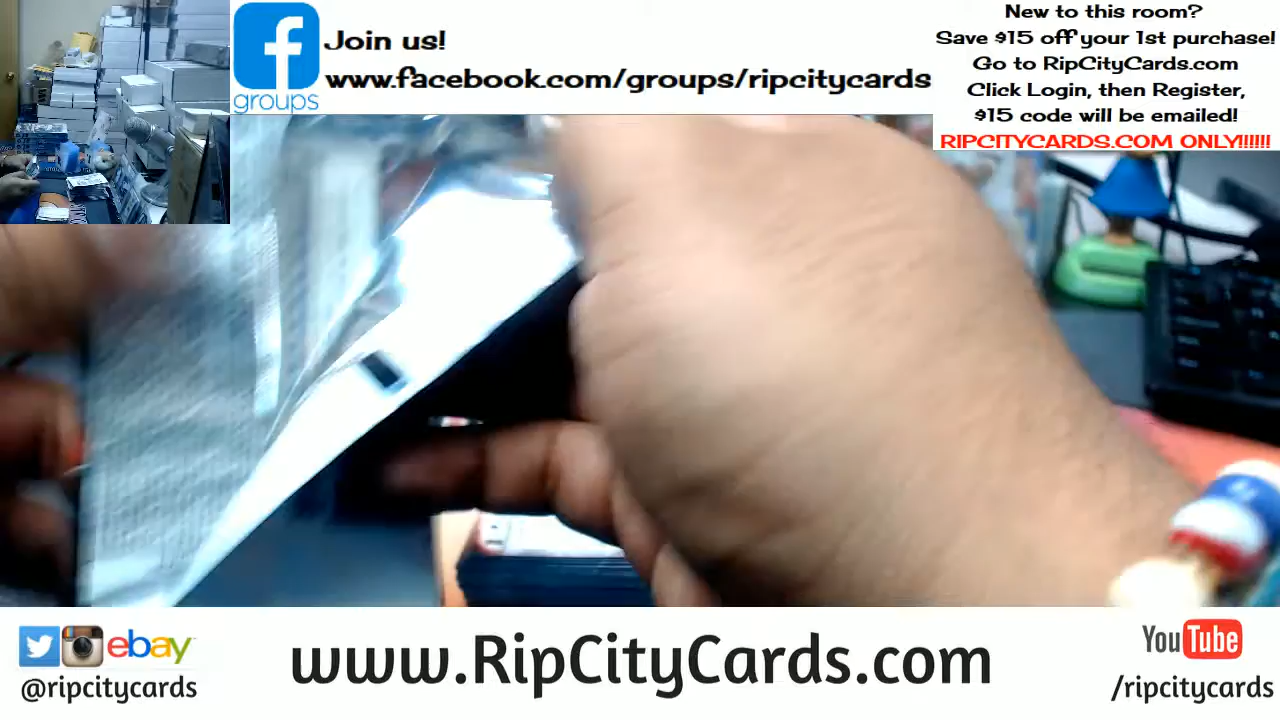 groups
Join us!
www.facebook.com/groups/ripcitycards
New to this room?
Save $15 off your 1st purchase!
Go to RipCityCards.com
Click Login, then Register,
$15 code will be emailed!
RIPCITYCARDS.COM ONLY!!!!!!
ebay
@ripcitycards
www.RipCityCards.com
YouTube
/ripcitycards